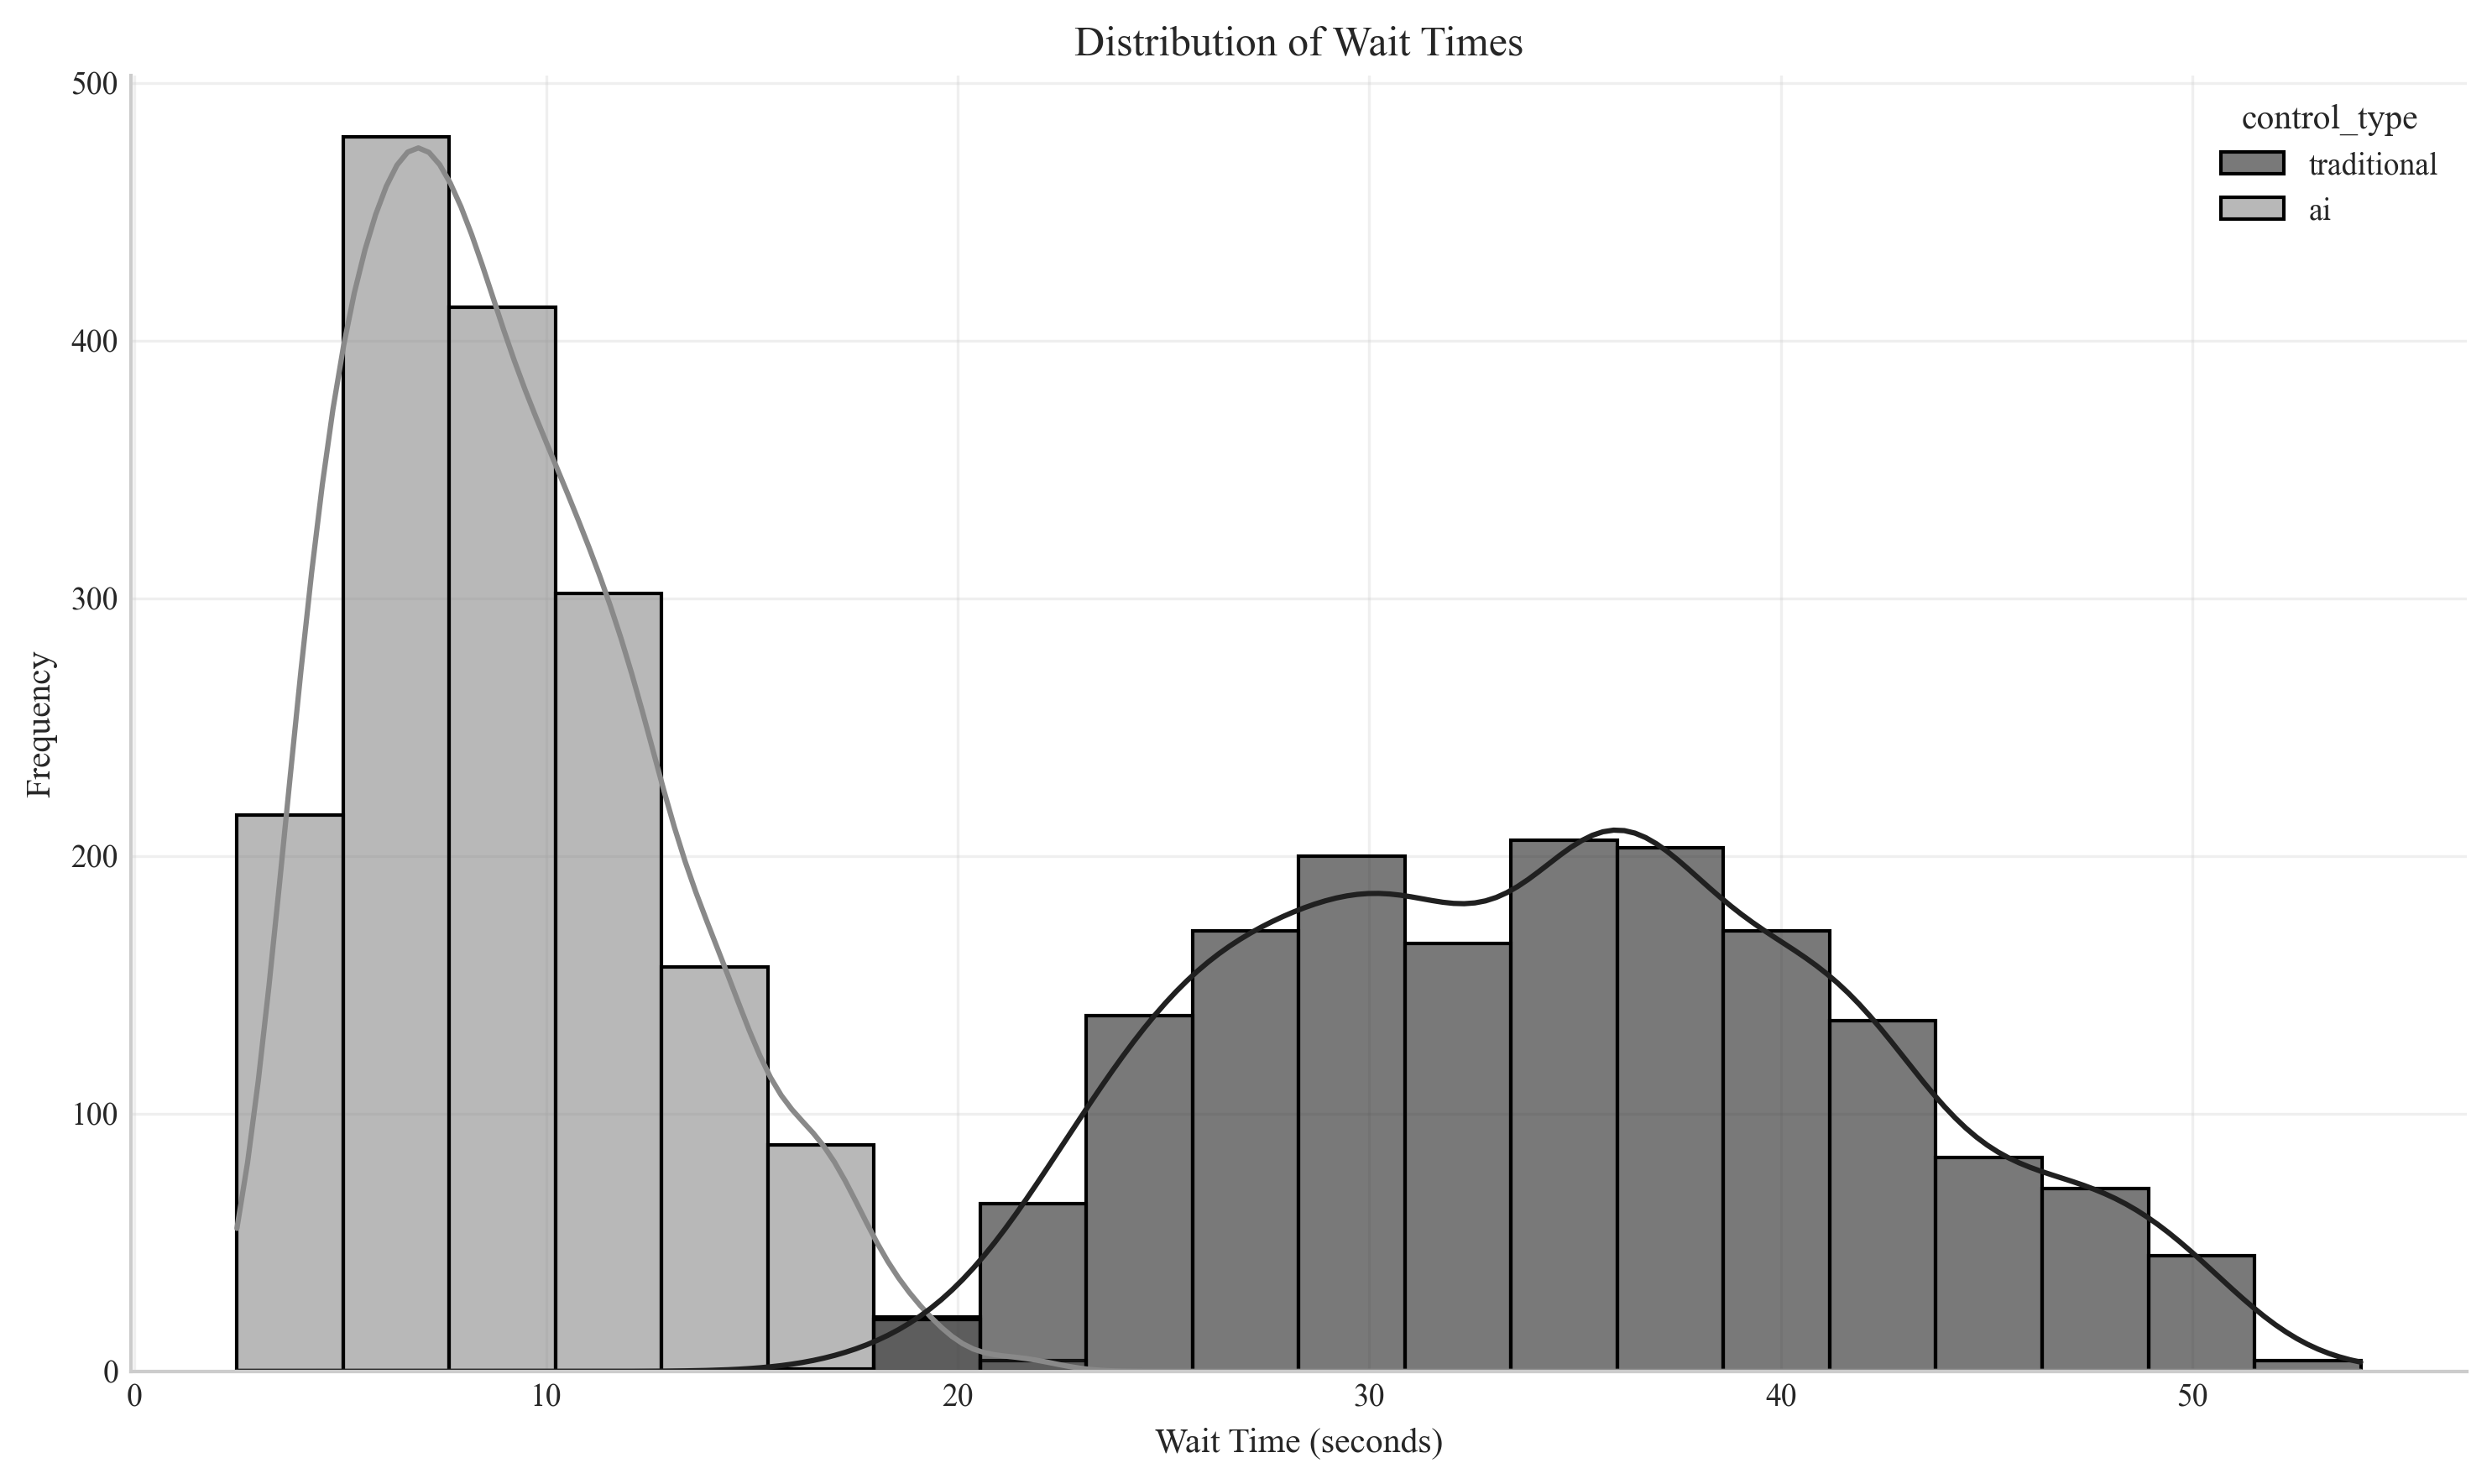 Distribution of Wait Times
500
400
300
200
100
0
Frequency
control_type
traditional
ai
0 10 20 30 40 50
Wait Time (seconds)